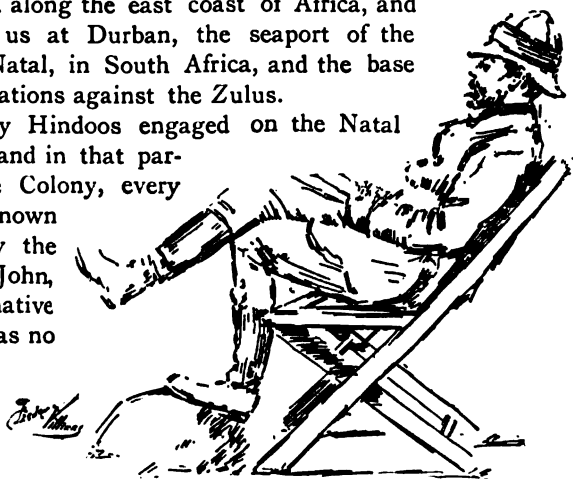 along the east coast of Africa, and
us at Durban, the seaport of the
Natal, in South Africa, and the base
ations against the Zulus.
y Hindoos engaged on the Natal
and in that par-
e Colony, every
nown
y the
John,
native
as no